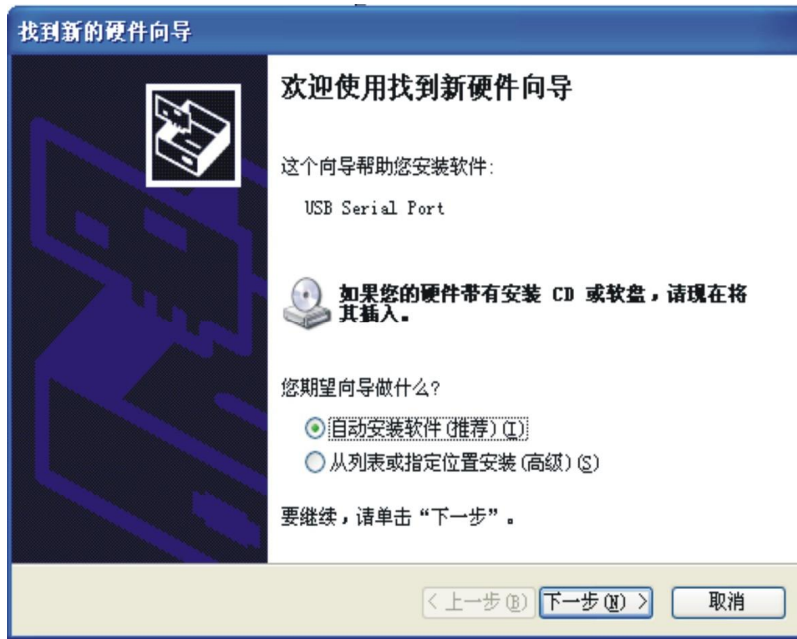 找到新的硬件向导
欢迎使用找到新硬件向导
这个向导帮助您安装软件:
USB Serial Port
如果您的硬件带有安装 CD 或软盘，请现在将
其插入。
您期望向导做什么?
自动安装软件(推荐)(I)
从列表或指定位置安装(高级)(S)
要继续，请单击“下一步”。
< 上一步(B)
下一步(N) >
取消